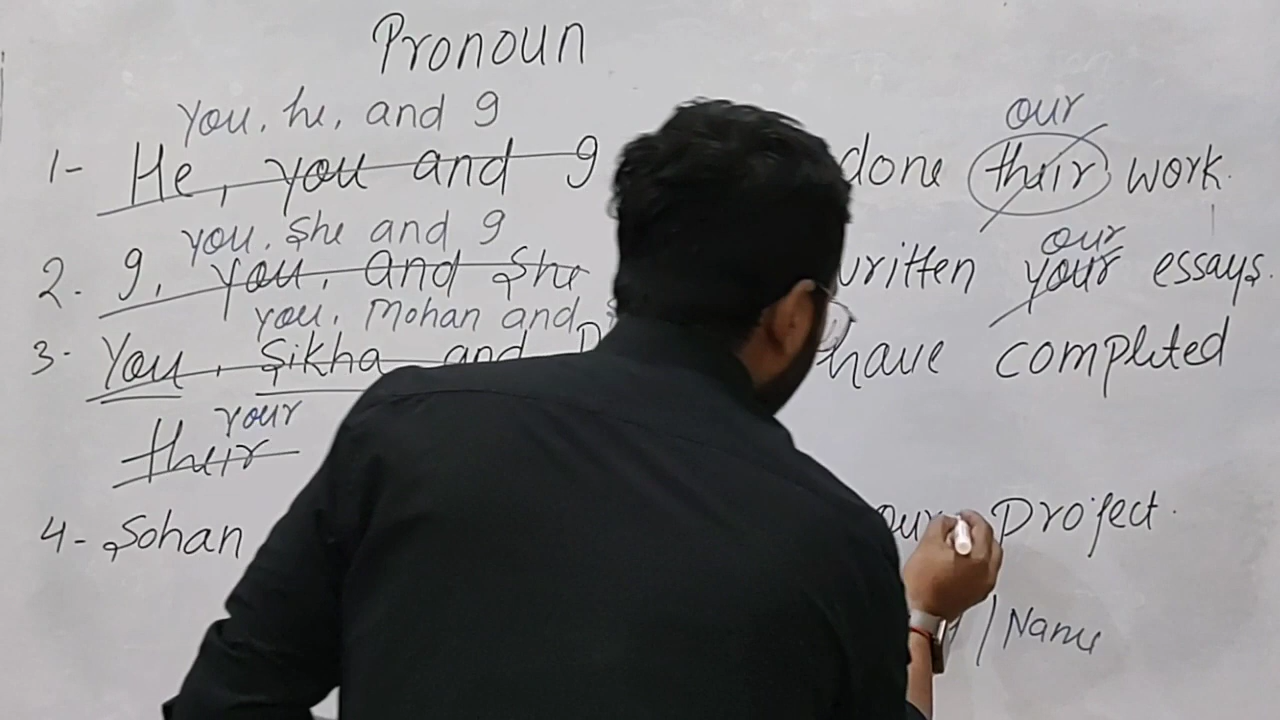 Pronoun
you, he, and I our
1- He, you and I done their work.
you, she and I our
2. I, you, and She written your essays.
you, Mohan and
3- You, Sikha and have completed
your
their
4- Sohan our Project.
/ Name